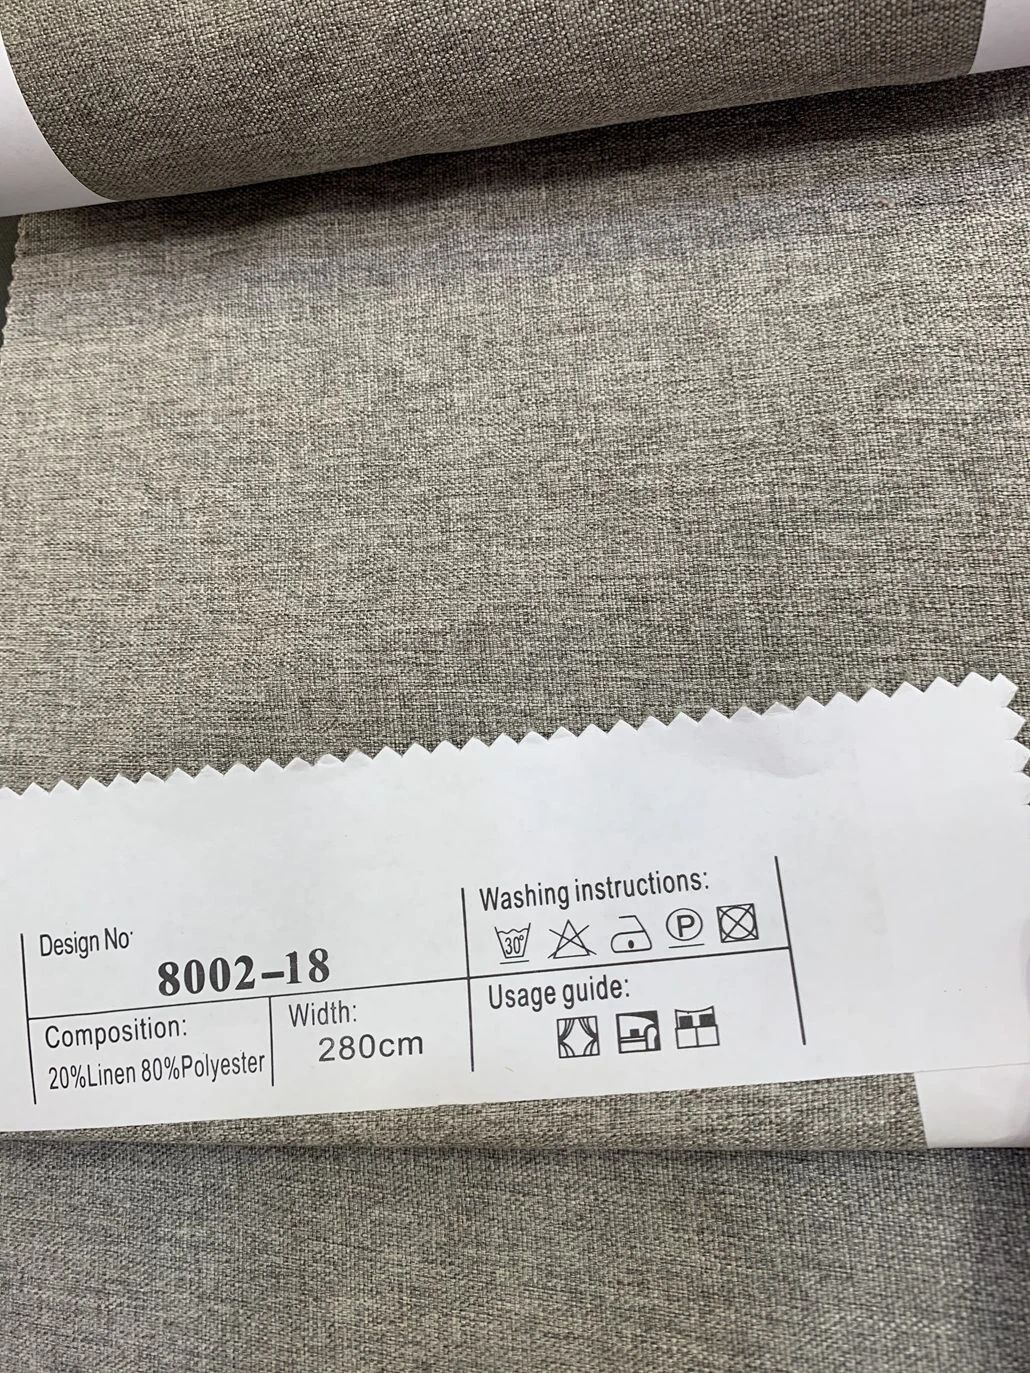 Design No.
8002-18
Composition:
20%Linen 80%Polyester
Width:
280cm
Washing instructions:
30°
P
Usage guide: